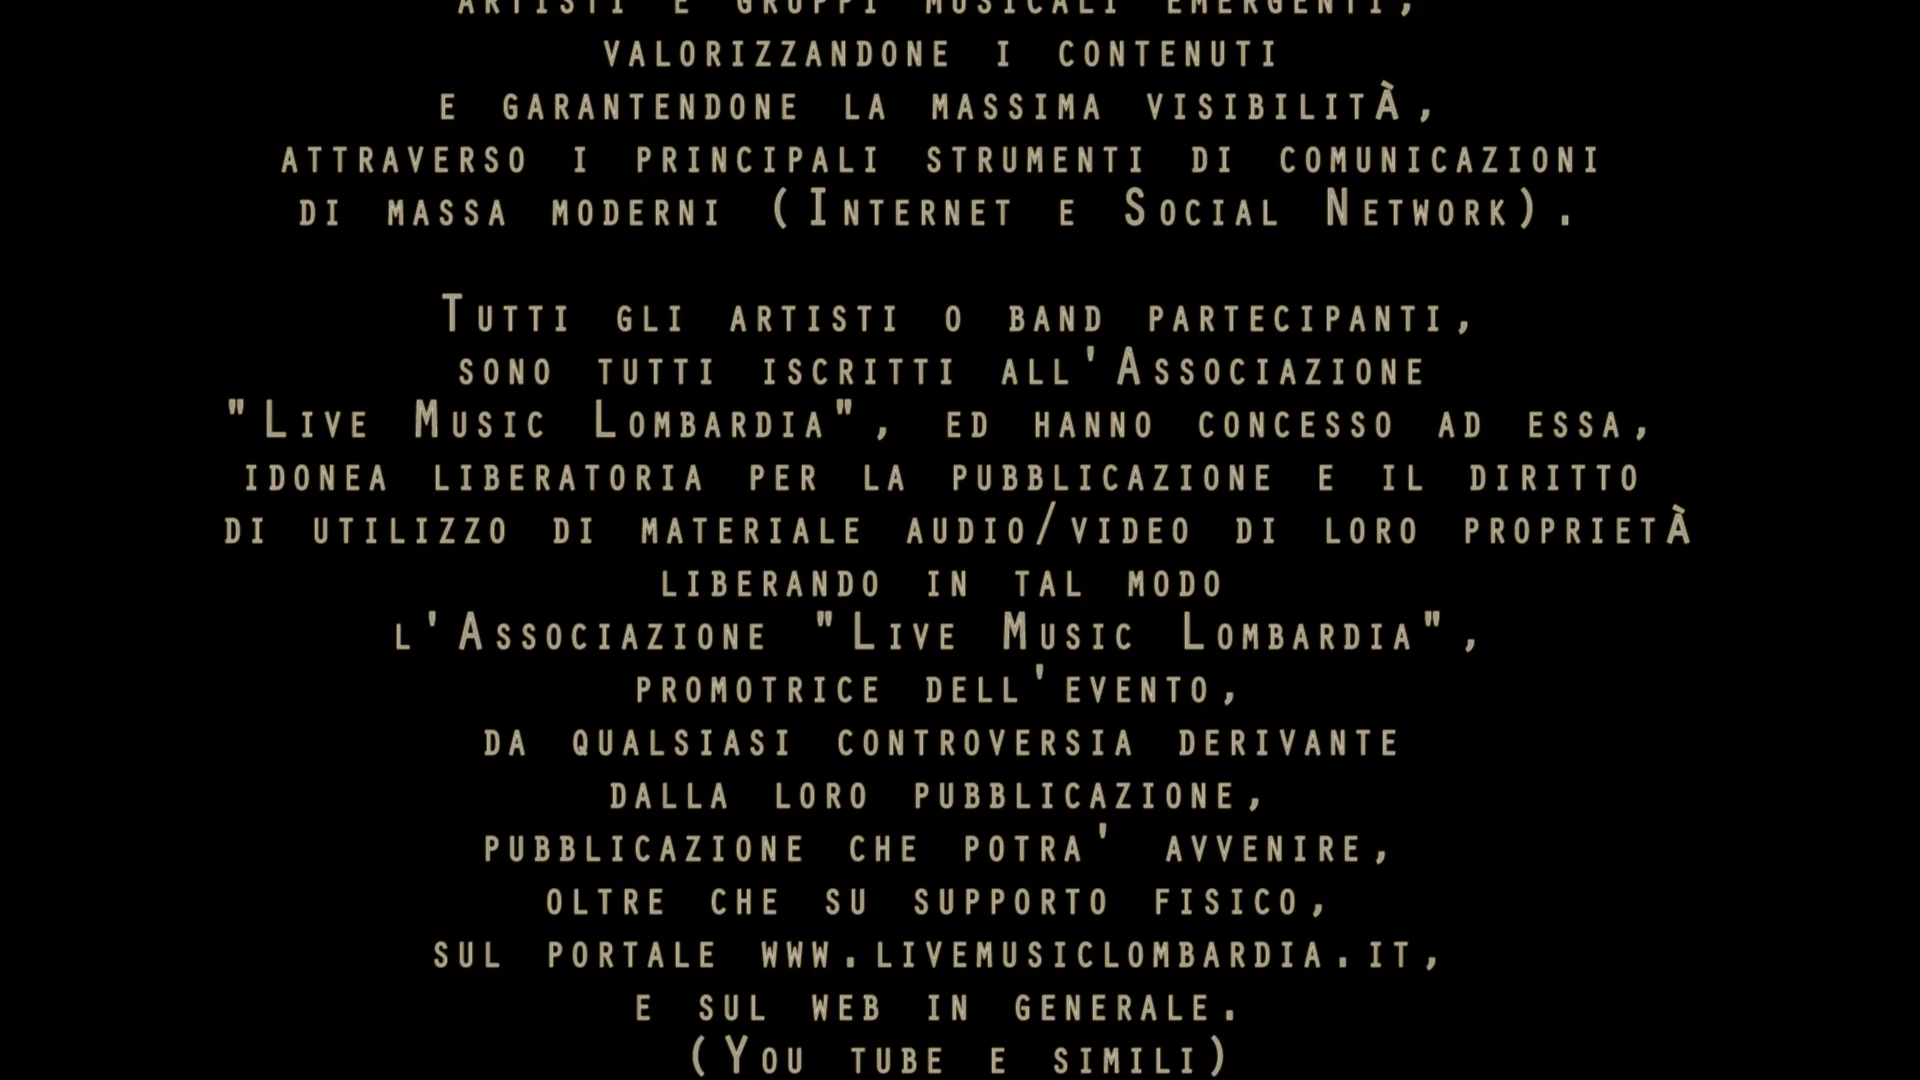 ARTISTI E GRUPPI MUSICALI EMERGENTI,
VALORIZZANDONE I CONTENUTI
E GARANTENDONE LA MASSIMA VISIBILITÀ,
ATTRAVERSO I PRINCIPALI STRUMENTI DI COMUNICAZIONI
DI MASSA MODERNI (INTERNET E SOCIAL NETWORK).
TUTTI GLI ARTISTI O BAND PARTECIPANTI,
SONO TUTTI ISCRITTI ALL'ASSOCIAZIONE
"LIVE MUSIC LOMBARDIA", ED HANNO CONCESSO AD ESSA,
IDONEA LIBERATORIA PER LA PUBBLICAZIONE E IL DIRITTO
DI UTILIZZO DI MATERIALE AUDIO/VIDEO DI LORO PROPRIETÀ
LIBERANDO IN TAL MODO
L'ASSOCIAZIONE "LIVE MUSIC LOMBARDIA",
PROMOTRICE DELL'EVENTO,
DA QUALSIASI CONTROVERSIA DERIVANTE
DALLA LORO PUBBLICAZIONE,
PUBBLICAZIONE CHE POTRA' AVVENIRE,
OLTRE CHE SU SUPPORTO FISICO,
SUL PORTALE WWW.LIVEMUSICLOMBARDIA.IT,
E SUL WEB IN GENERALE.
(YOU TUBE E SIMILI)